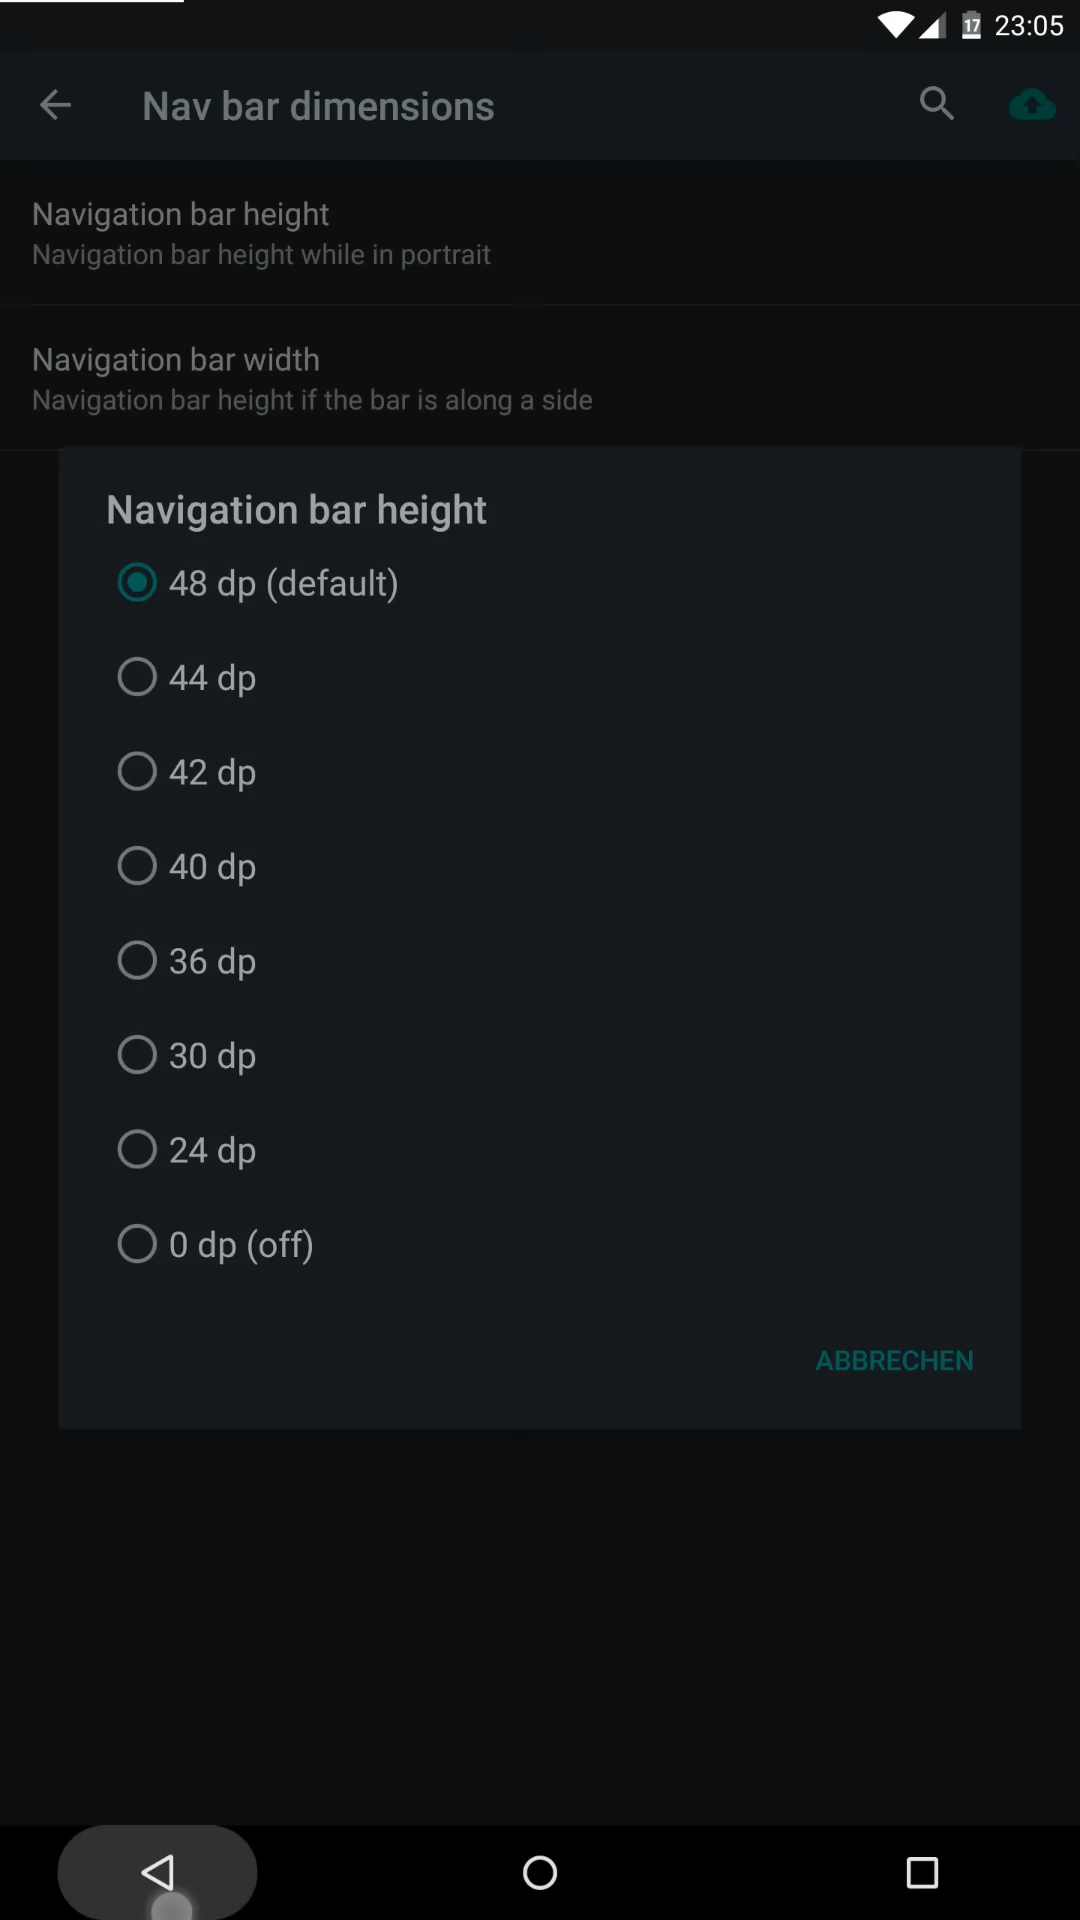 17 23:05
Nav bar dimensions
Navigation bar height
Navigation bar height while in portrait
Navigation bar width
Navigation bar height if the bar is along a side
Navigation bar height
48 dp (default)
44 dp
42 dp
40 dp
36 dp
30 dp
24 dp
0 dp (off)
ABBRECHEN